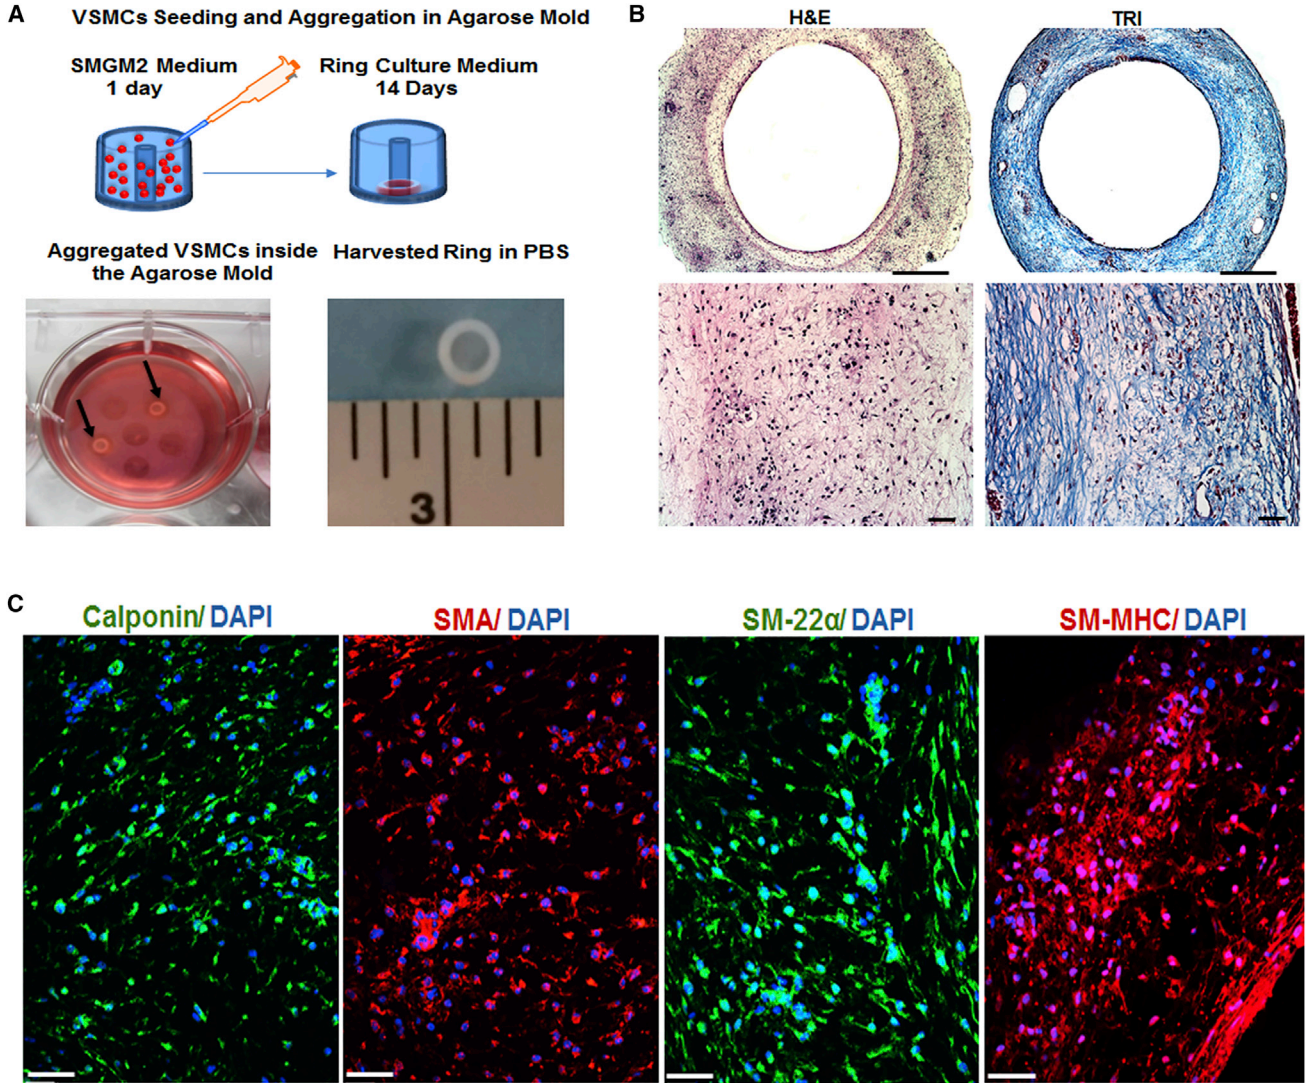 A
VSMCs Seeding and Aggregation in Agarose Mold
SMGM2 Medium
1 day
Ring Culture Medium
14 Days
Aggregated VSMCs inside
the Agarose Mold
Harvested Ring in PBS
3
B
H&E
TRI
C
Calponin/ DAPI
SMA/ DAPI
SM-22α/ DAPI
SM-MHC/ DAPI